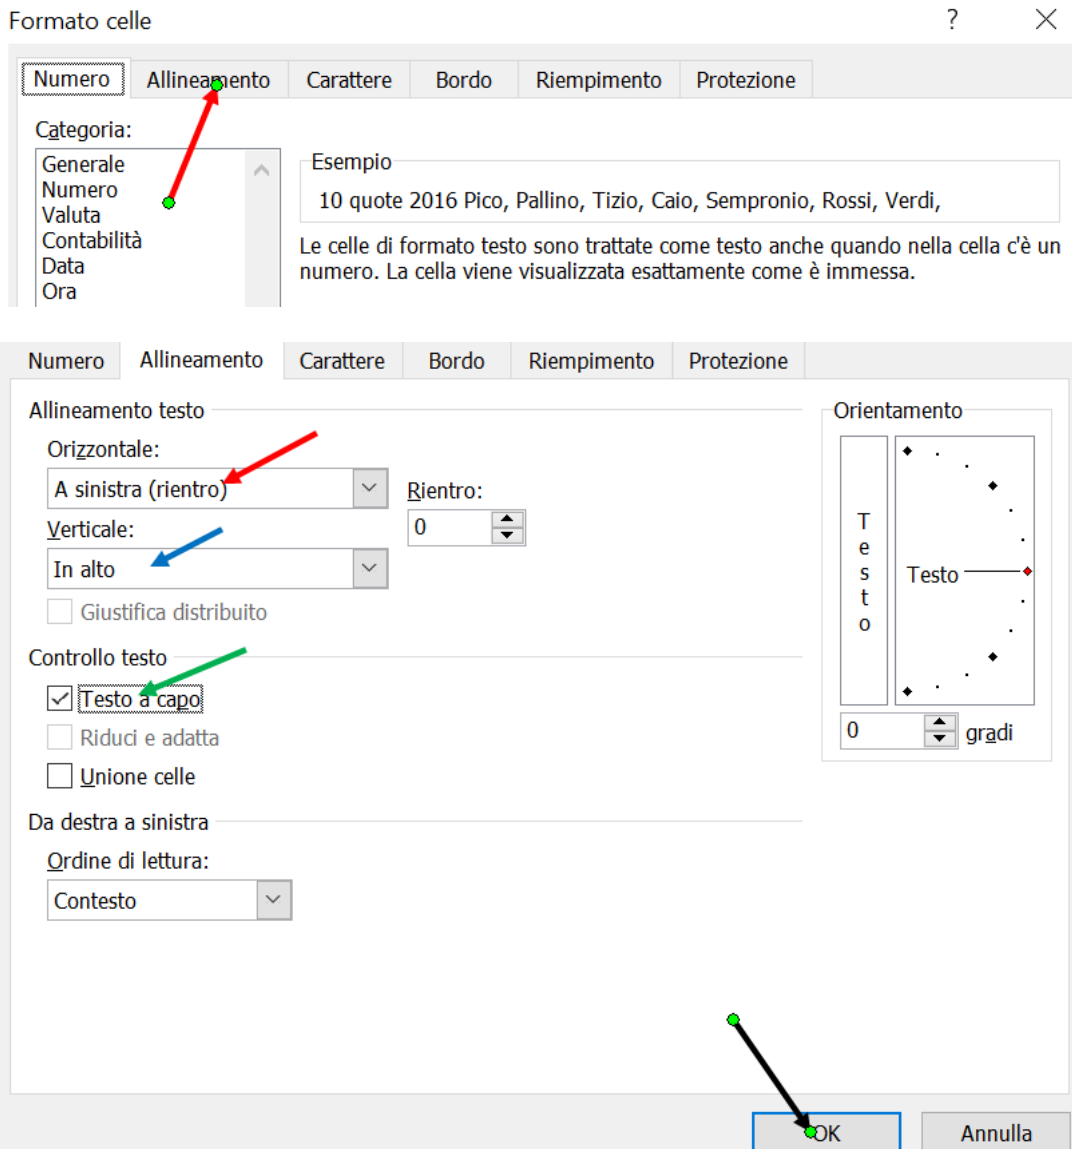 Formato celle ?
Numero Allineamento Carattere Bordo Riempimento Protezione
Categoria:
Generale
Numero
Valuta
Contabilità
Data
Ora
Esempio
10 quote 2016 Pico, Pallino, Tizio, Caio, Sempronio, Rossi, Verdi,
Le celle di formato testo sono trattate come testo anche quando nella cella c'è un
numero. La cella viene visualizzata esattamente come è immessa.
Numero Allineamento Carattere Bordo Riempimento Protezione
Allineamento testo
Orizzontale:
A sinistra (rientro)
Rientro:
0
Verticale:
In alto
Giustifica distribuito
Controllo testo
Testo a capo
Riduci e adatta
Unione celle
Da destra a sinistra
Ordine di lettura:
Contesto
Orientamento
T
e
s
t
o
Testo
0 gradi
OK Annulla